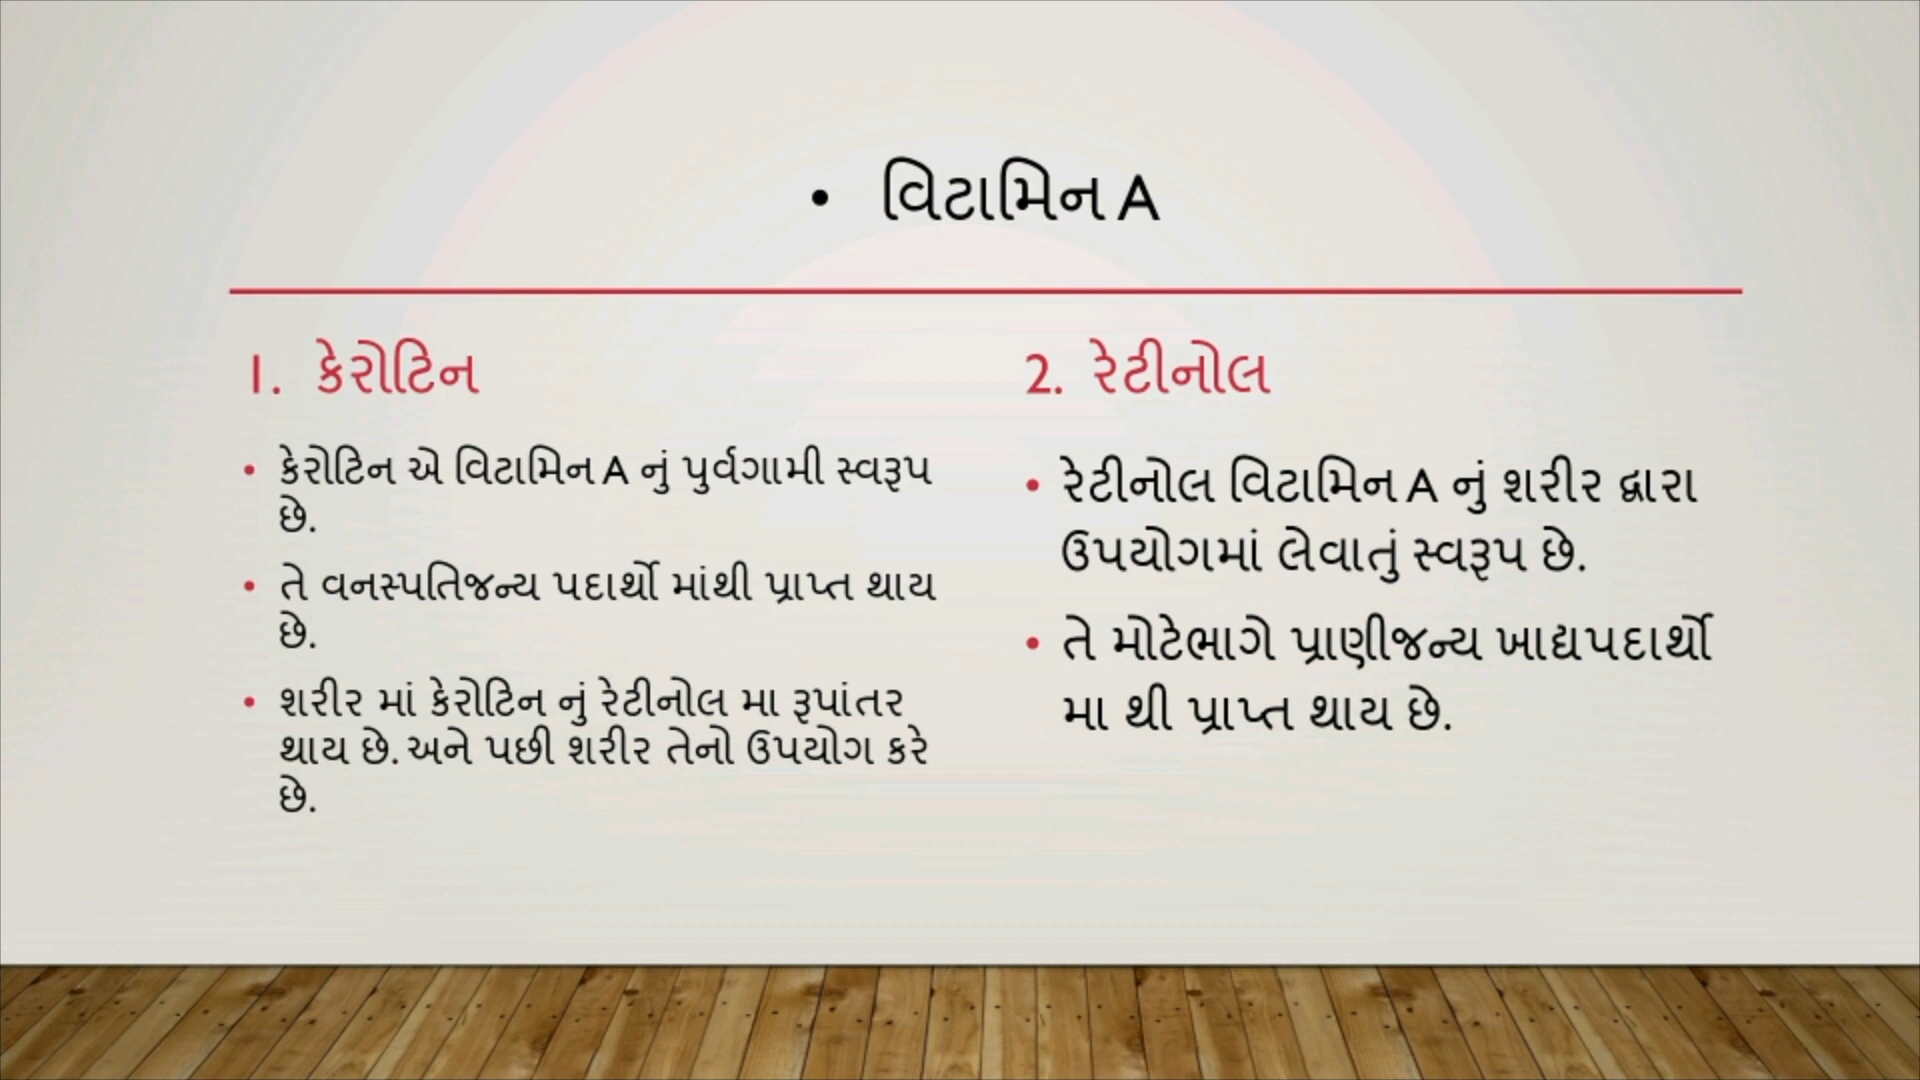 • વિટામિન A
1. કેરોટિન
• કેરોટિન એ વિટામિન A નું પુર્વગામી સ્વરૂપ
છે.
• તે વનસ્પતિજન્ય પદાર્થો માંથી પ્રાપ્ત થાય
છે.
• શરીર માં કેરોટિન નું રેટીનોલ મા રૂપાંતર
થાય છે. અને પછી શરીર તેનો ઉપયોગ કરે
છે.
2. રેટીનોલ
• રેટીનોલ વિટામિન A નું શરીર દ્વારા
ઉપયોગમાં લેવાતું સ્વરૂપ છે.
• તે મોટેભાગે પ્રાણીજન્ય ખાદ્યપદાર્થો
મા થી પ્રાપ્ત થાય છે.